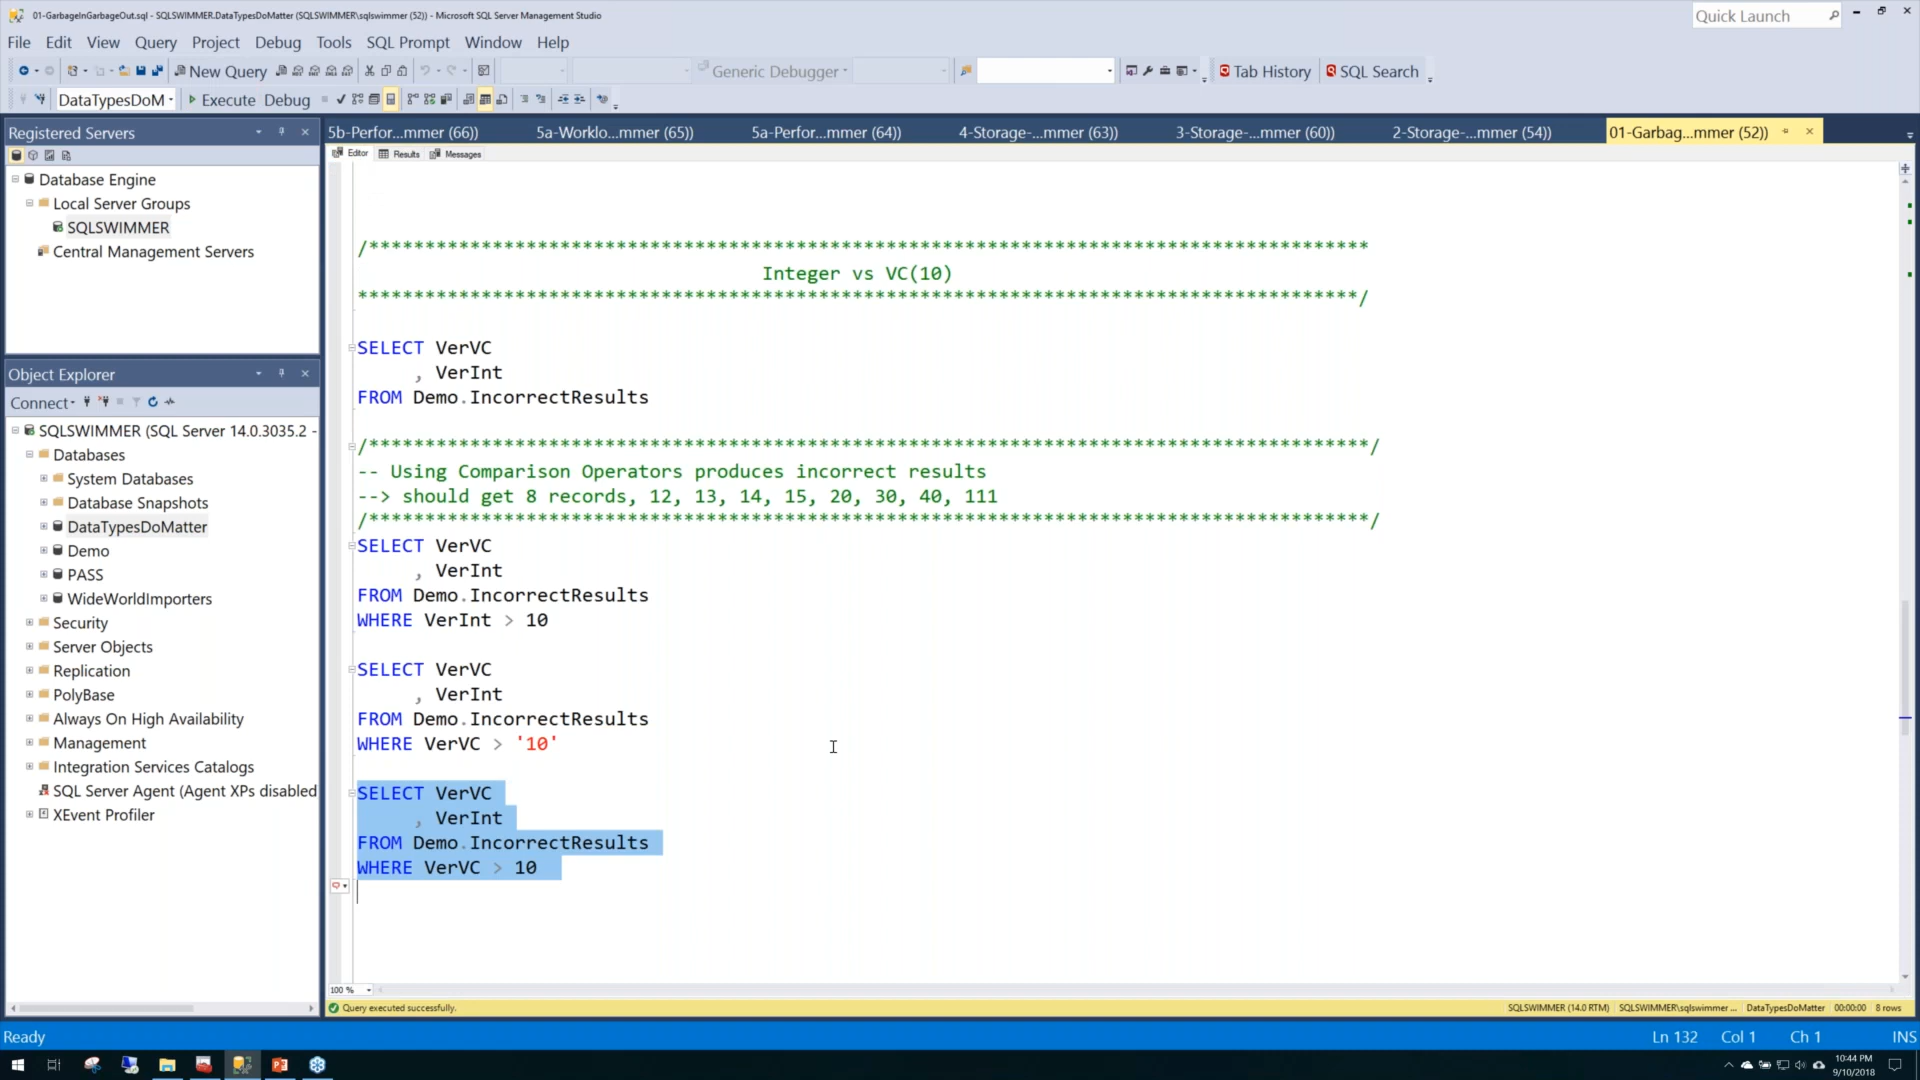 01-GarbageInGarbageOut.sql - SQLSWIMMER.DataTypesDoMatter (SQLSWIMMER\sqlswimmer (52)) - Microsoft SQL Server Management Studio
Quick Launch
File Edit View Query Project Debug Tools SQL Prompt Window Help
New Query
Generic Debugger
Tab History
SQL Search
DataTypesDoM
Execute
Debug
Registered Servers
Database Engine
Local Server Groups
SQLSWIMMER
Central Management Servers
Object Explorer
Connect
SQLSWIMMER (SQL Server 14.0.3035.2 -
Databases
System Databases
Database Snapshots
DataTypesDoMatter
Demo
PASS
WideWorldImporters
Security
Server Objects
Replication
PolyBase
Always On High Availability
Management
Integration Services Catalogs
SQL Server Agent (Agent XPs disabled
XEvent Profiler
5b-Perfor...mmer (66))
5a-Worklo...mmer (65))
5a-Perfor...mmer (64))
4-Storage-...mmer (63))
3-Storage-...mmer (60))
2-Storage-...mmer (54))
01-Garbag...mmer (52))
Editor
Results
Messages
/*****************************************************************************************
Integer vs VC(10)
*****************************************************************************************/
SELECT VerVC
, VerInt
FROM Demo.IncorrectResults
/*****************************************************************************************/
-- Using Comparison Operators produces incorrect results
--> should get 8 records, 12, 13, 14, 15, 20, 30, 40, 111
/*****************************************************************************************/
SELECT VerVC
, VerInt
FROM Demo.IncorrectResults
WHERE VerInt > 10
SELECT VerVC
, VerInt
FROM Demo.IncorrectResults
WHERE VerVC > '10'
SELECT VerVC
, VerInt
FROM Demo.IncorrectResults
WHERE VerVC > 10
100 %
Query executed successfully.
SQLSWIMMER (14.0 RTM)
SQLSWIMMER\sqlswimmer ...
DataTypesDoMatter
00:00:00
8 rows
Ready
Ln 132
Col 1
Ch 1
INS
10:44 PM
9/10/2018